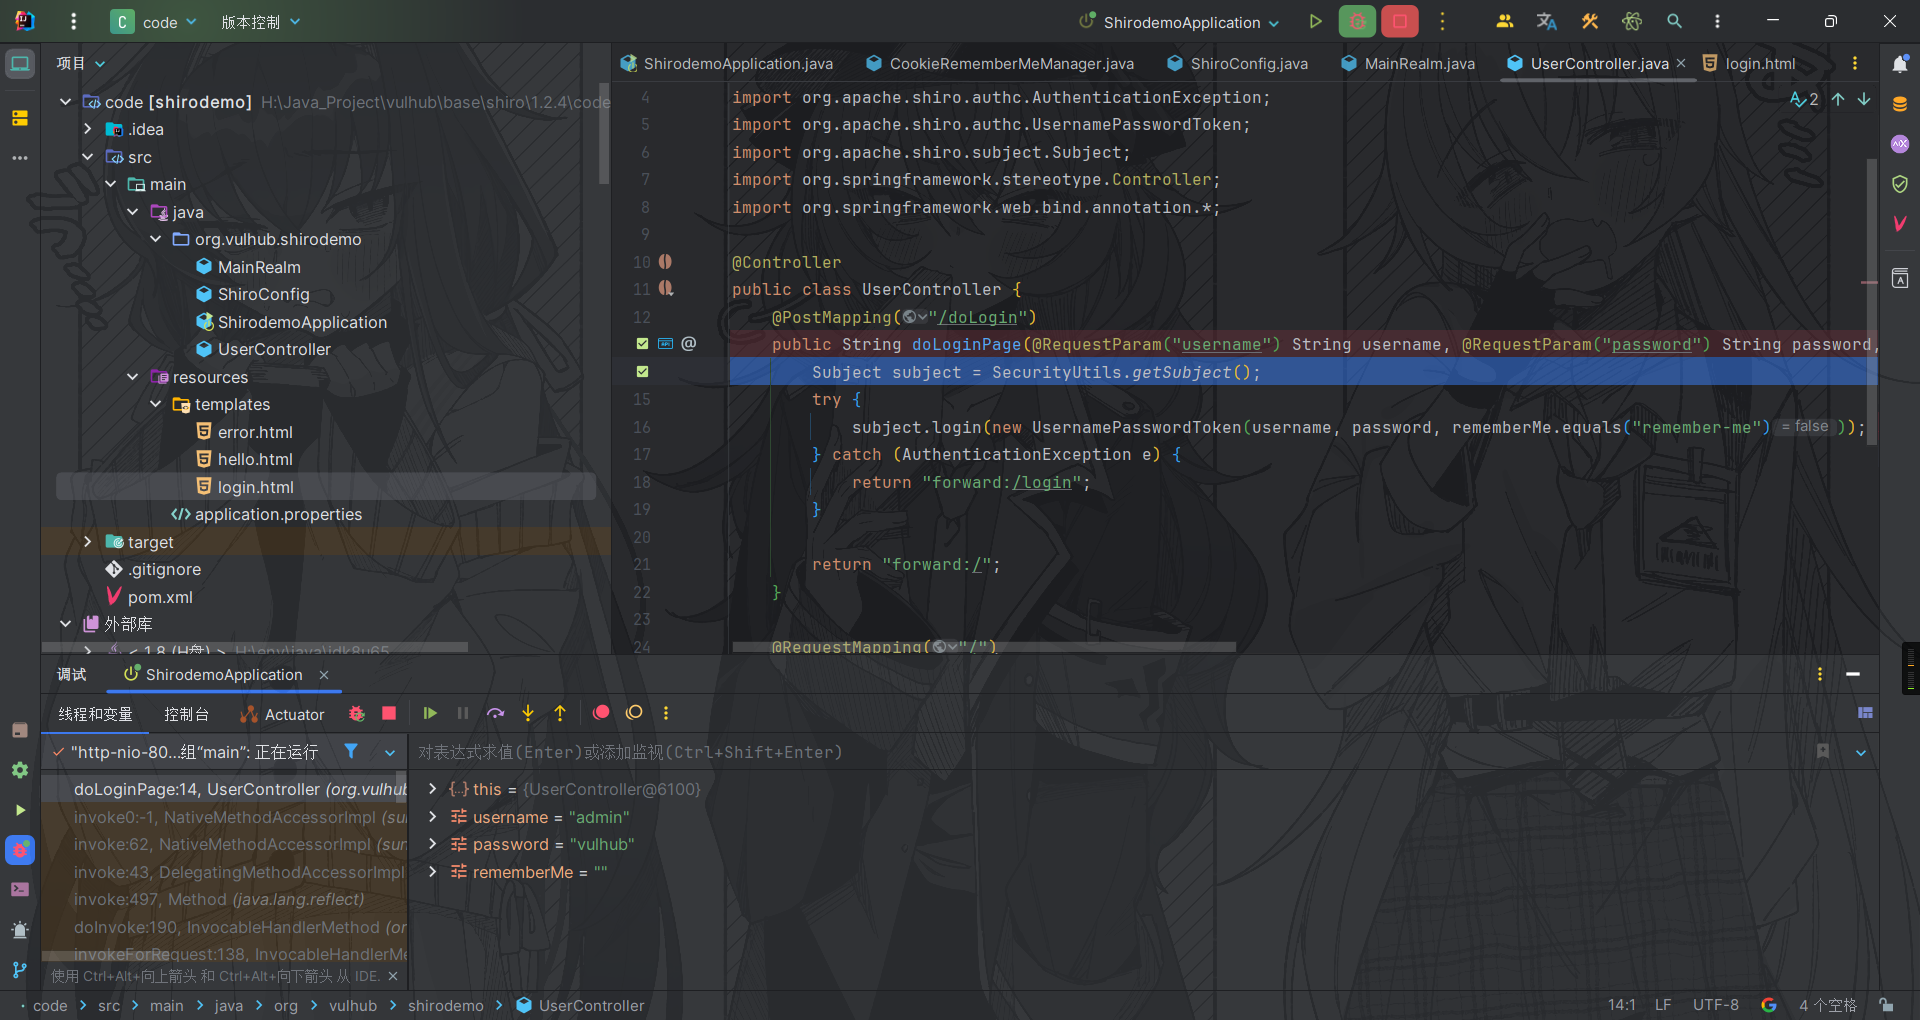 C code 版本控制 ShirodemoApplication
项目
code [shirodemo] H:\Java_Project\vulhub\base\shiro\1.2.4\code
.idea
src
main
java
org.vulhub.shirodemo
MainRealm
ShiroConfig
ShirodemoApplication
UserController
resources
templates
error.html
hello.html
login.html
application.properties
target
.gitignore
pom.xml
外部库
< 1.8 (H盘) > H:\env\java\jdk8u65
ShirodemoApplication.java CookieRememberMeManager.java ShiroConfig.java MainRealm.java UserController.java login.html
2
4 import org.apache.shiro.authc.AuthenticationException;
5 import org.apache.shiro.authc.UsernamePasswordToken;
6 import org.apache.shiro.subject.Subject;
7 import org.springframework.stereotype.Controller;
8 import org.springframework.web.bind.annotation.*;
9
10 @Controller
11 public class UserController {
12 @PostMapping("/doLogin")
public String doLoginPage(@RequestParam("username") String username, @RequestParam("password") String password,
Subject subject = SecurityUtils.getSubject();
15 try {
16 subject.login(new UsernamePasswordToken(username, password, rememberMe.equals("remember-me") = false ));
17 } catch (AuthenticationException e) {
18 return "forward:/login";
19 }
20
21 return "forward:/";
22 }
23
24 @RequestMapping("/")
调试 ShirodemoApplication
线程和变量 控制台 Actuator
"http-nio-80...组“main”: 正在运行
对表达式求值(Enter)或添加监视(Ctrl+Shift+Enter)
doLoginPage:14, UserController (org.vulhub
invoke0:-1, NativeMethodAccessorImpl (sun
invoke:62, NativeMethodAccessorImpl (sun
invoke:43, DelegatingMethodAccessorImpl
invoke:497, Method (java.lang.reflect)
doInvoke:190, InvocableHandlerMethod (or
invokeForRequest:138, InvocableHandlerMe
使用 Ctrl+Alt+向上箭头 和 Ctrl+Alt+向下箭头 从 IDE.
this = {UserController@6100}
username = "admin"
password = "vulhub"
rememberMe = ""
code > src > main > java > org > vulhub > shirodemo > UserController
14:1 LF UTF-8 4 个空格